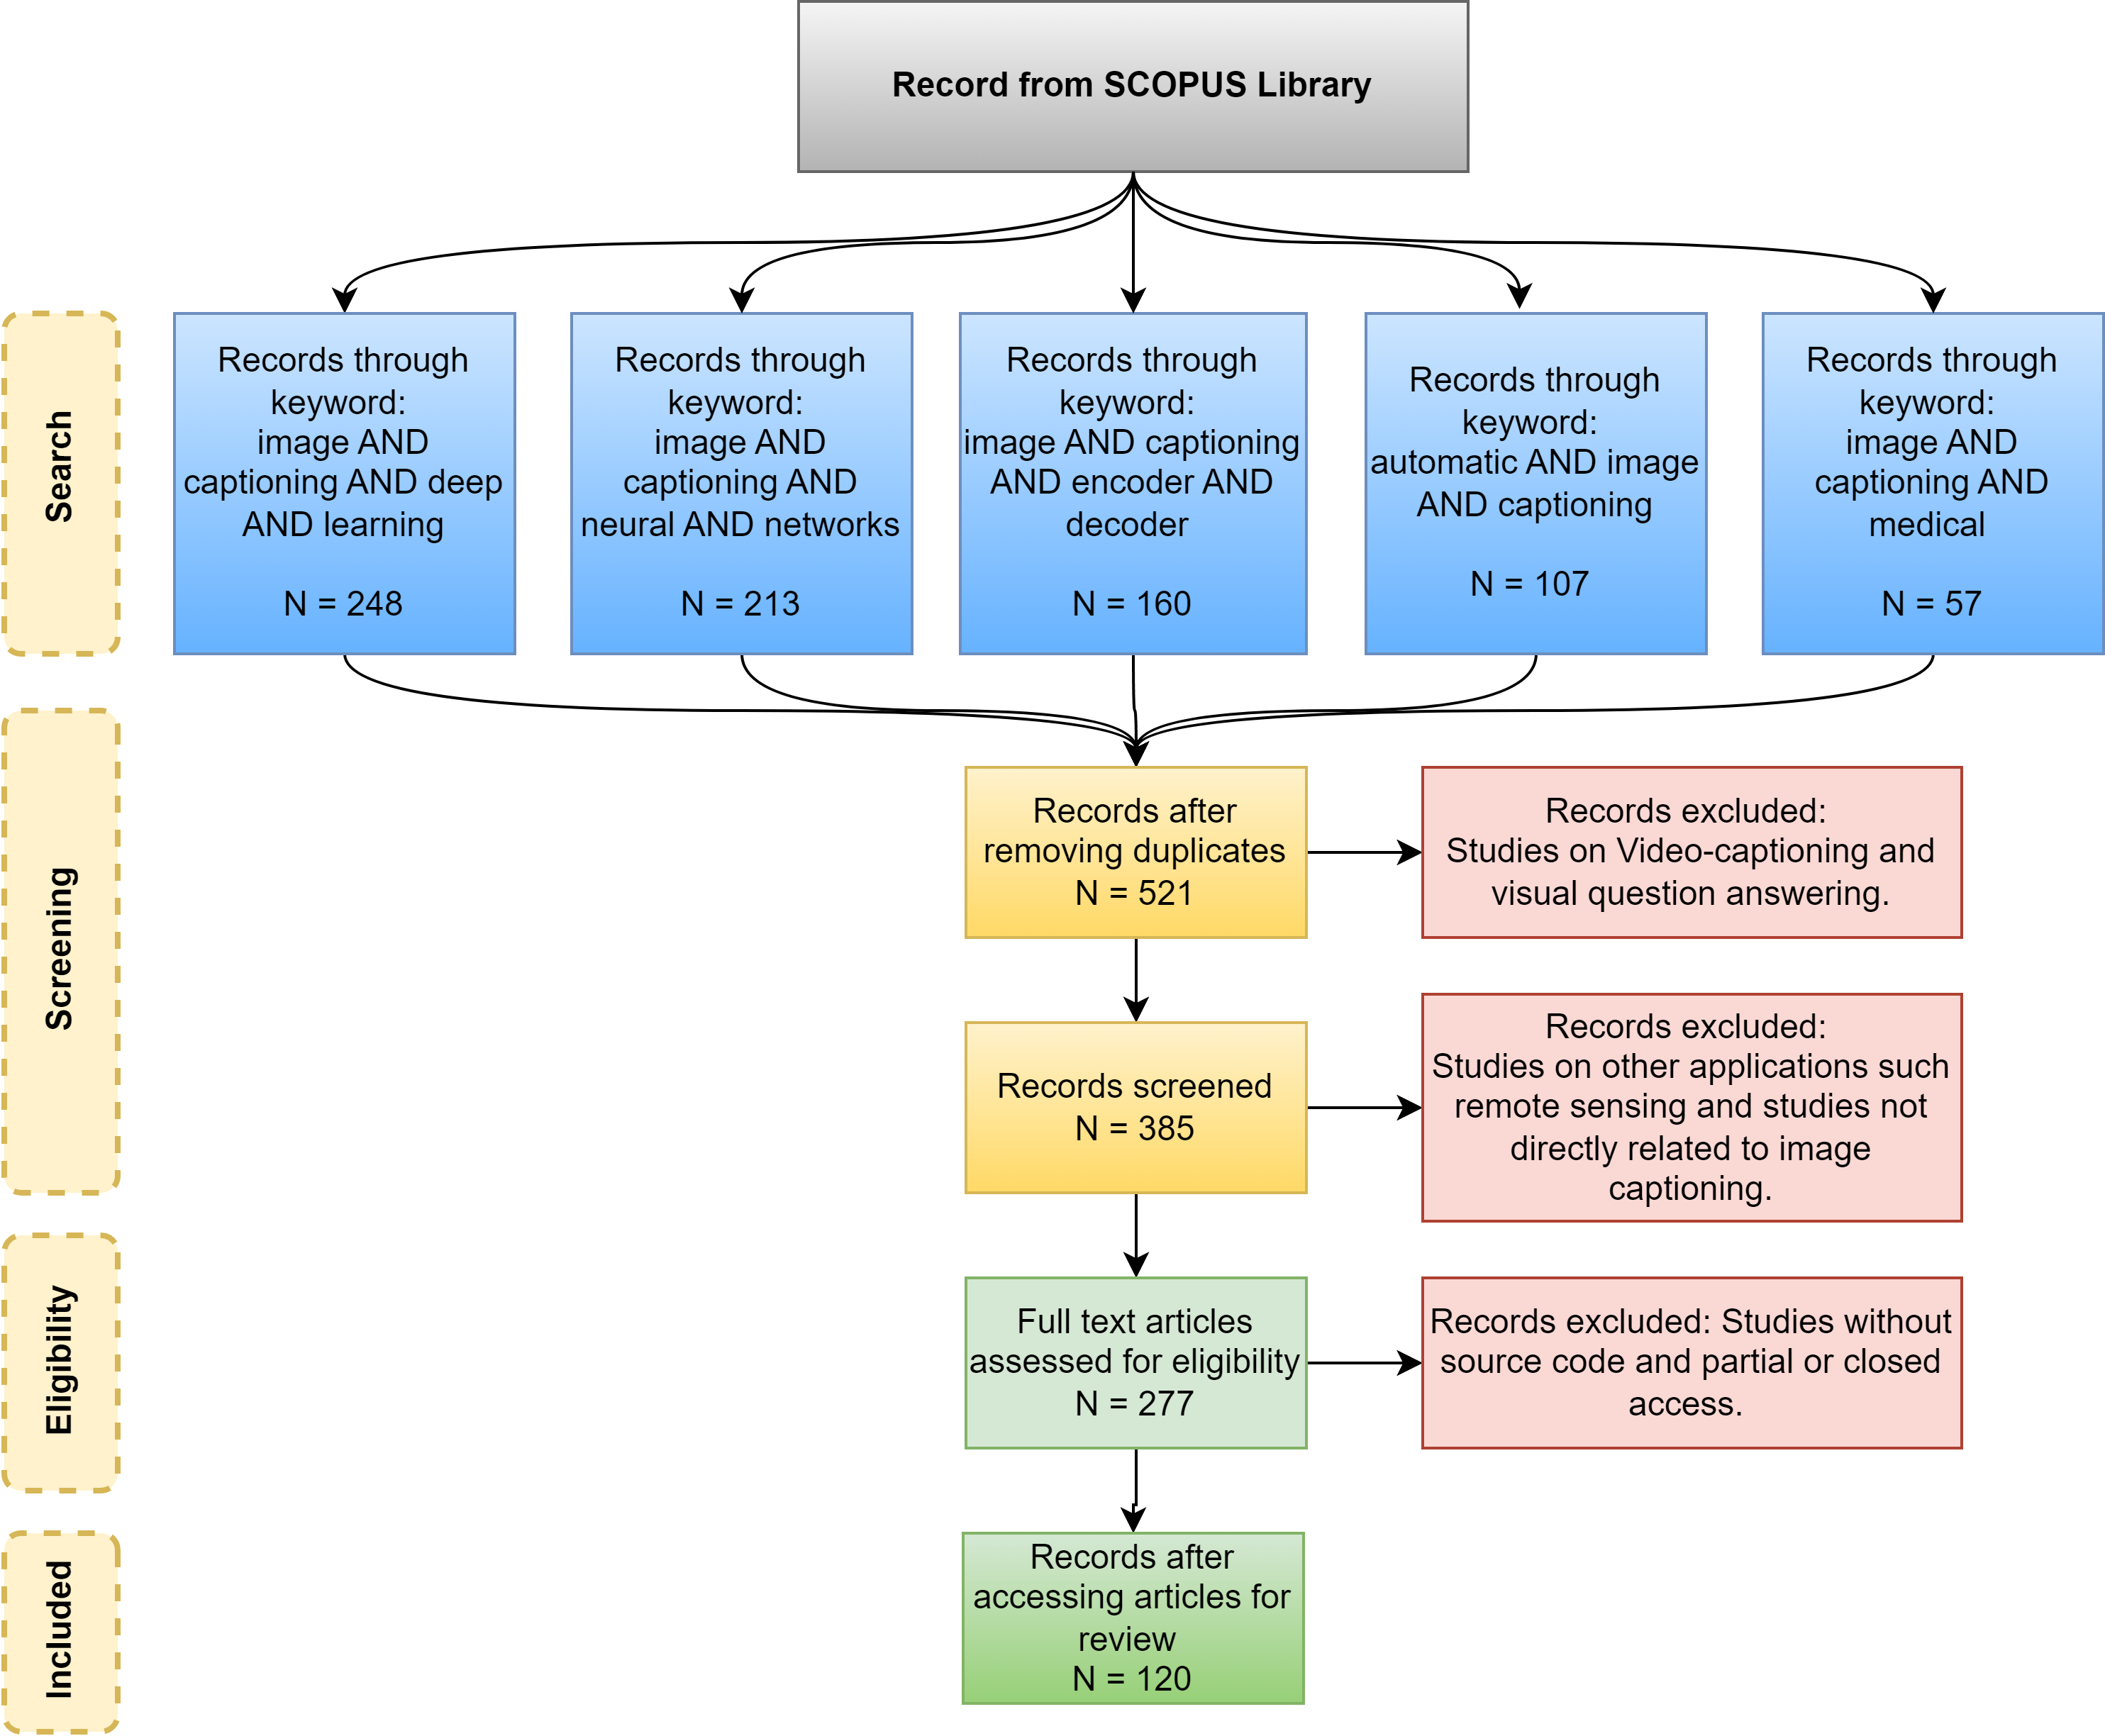 Record from SCOPUS Library
Search
Records through
keyword:
image AND
captioning AND deep
AND learning
N = 248
Records through
keyword:
image AND
captioning AND
neural AND networks
N = 213
Records through
keyword:
image AND captioning
AND encoder AND
decoder
N = 160
Records through
keyword:
automatic AND image
AND captioning
N = 107
Records through
keyword:
image AND
captioning AND
medical
N = 57
Screening
Records after
removing duplicates
N = 521
Records excluded:
Studies on Video-captioning and
visual question answering.
Records screened
N = 385
Records excluded:
Studies on other applications such
remote sensing and studies not
directly related to image
captioning.
Eligibility
Full text articles
assessed for eligibility
N = 277
Records excluded: Studies without
source code and partial or closed
access.
Included
Records after
accessing articles for
review
N = 120